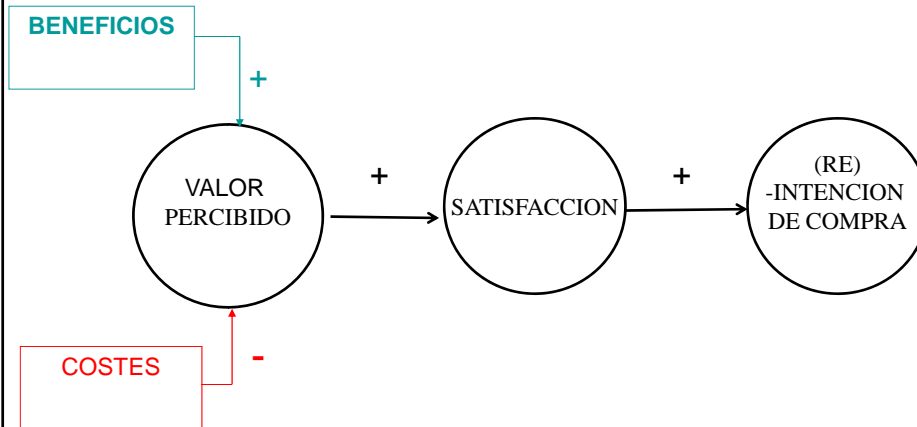 BENEFICIOS
+
VALOR
PERCIBIDO
+
SATISFACCION
+
(RE)
-INTENCION
DE COMPRA
-
COSTES